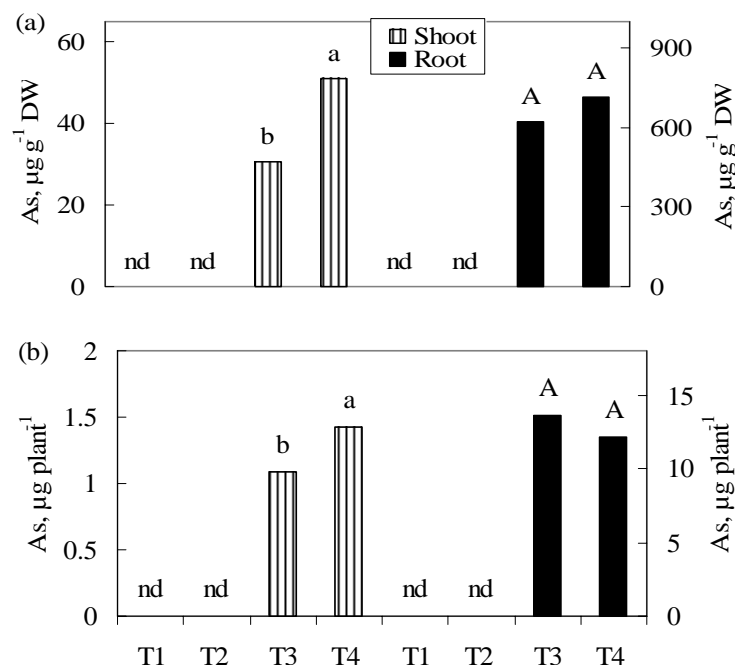 (a)
60
40
20
0
As, µg g⁻¹ DW
Shoot
Root
nd
nd
b
a
nd
nd
A
A
900
600
300
0
As, µg g⁻¹ DW
(b)
2
1.5
1
0.5
0
As, µg plant⁻¹
nd
nd
b
a
nd
nd
A
A
15
10
5
0
As, µg plant⁻¹
T1 T2 T3 T4 T1 T2 T3 T4